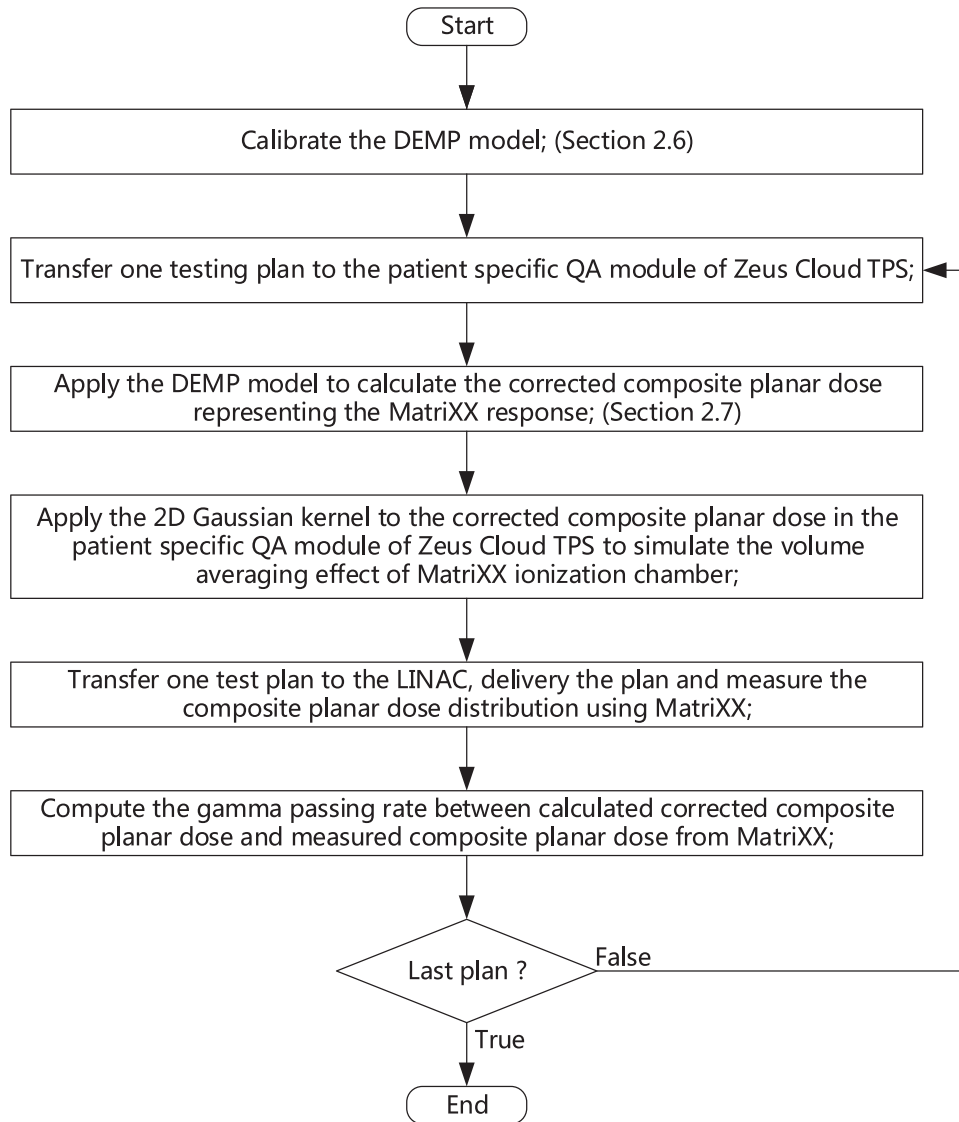 Start
Calibrate the DEMP model; (Section 2.6)
Transfer one testing plan to the patient specific QA module of Zeus Cloud TPS;
Apply the DEMP model to calculate the corrected composite planar dose
representing the MatriXX response; (Section 2.7)
Apply the 2D Gaussian kernel to the corrected composite planar dose in the
patient specific QA module of Zeus Cloud TPS to simulate the volume
averaging effect of MatriXX ionization chamber;
Transfer one test plan to the LINAC, delivery the plan and measure the
composite planar dose distribution using MatriXX;
Compute the gamma passing rate between calculated corrected composite
planar dose and measured composite planar dose from MatriXX;
Last plan ?
False
True
End